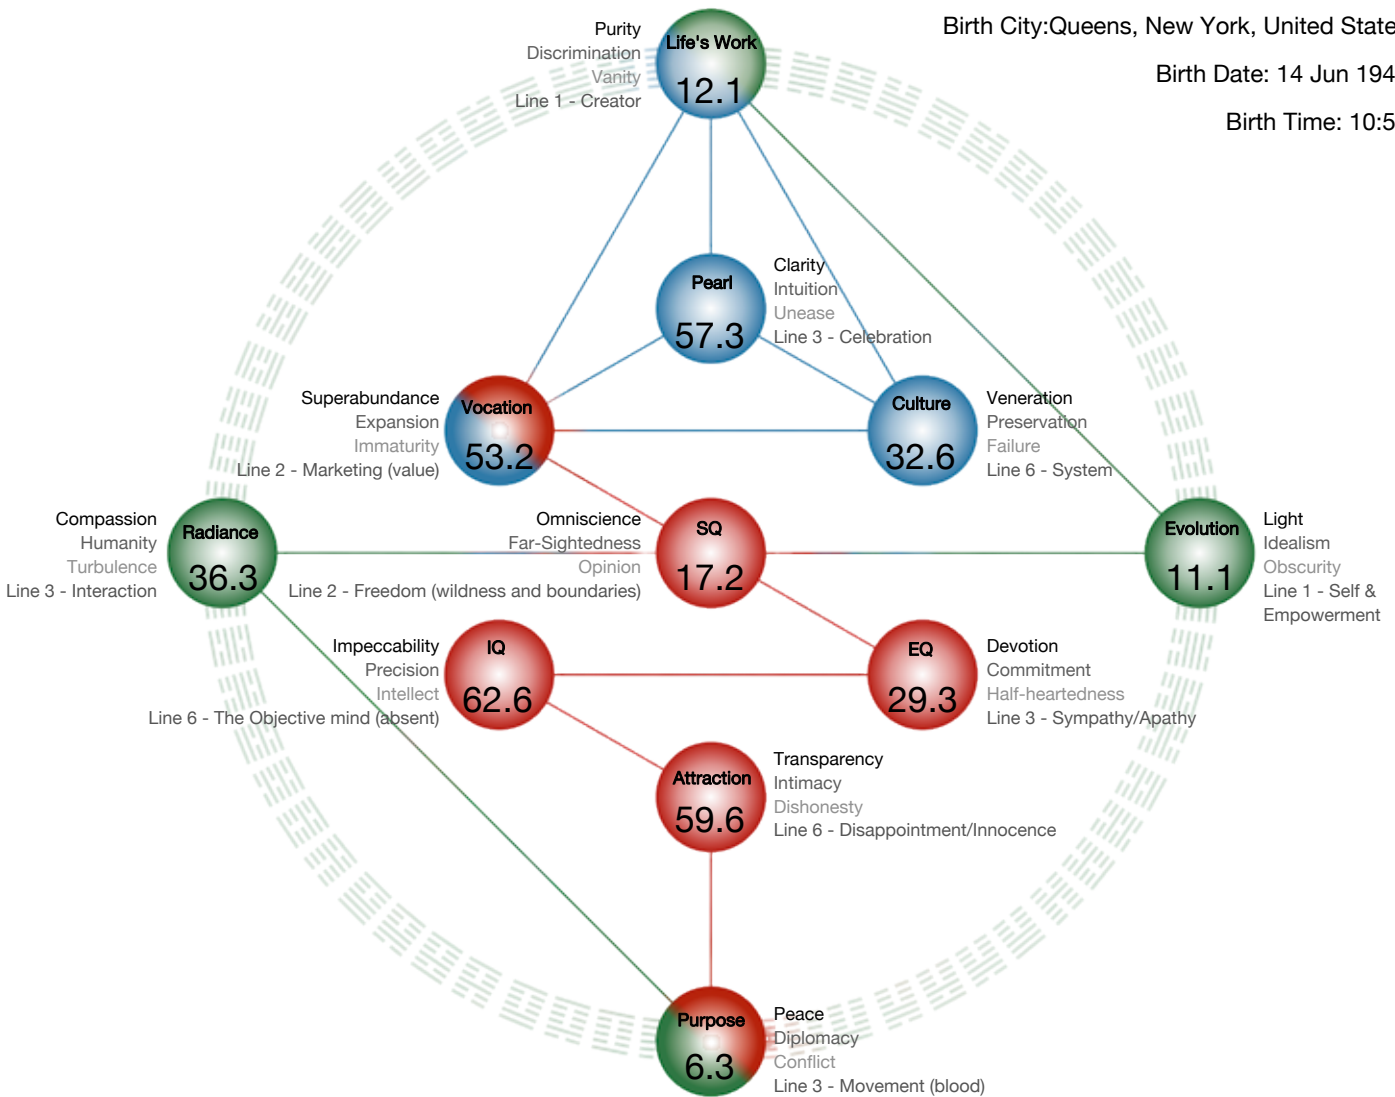 Birth City:Queens, New York, United State
Birth Date: 14 Jun 194
Birth Time: 10:5
Purity
Discrimination
Vanity
Line 1 - Creator
Life's Work
12.1
Pearl
57.3
Clarity
Intuition
Unease
Line 3 - Celebration
Superabundance
Expansion
Immaturity
Line 2 - Marketing (value)
Vocation
53.2
Culture
32.6
Veneration
Preservation
Failure
Line 6 - System
Compassion
Humanity
Turbulence
Line 3 - Interaction
Radiance
36.3
Omniscience
Far-Sightedness
Opinion
Line 2 - Freedom (wildness and boundaries)
SQ
17.2
Evolution
11.1
Light
Idealism
Obscurity
Line 1 - Self &
Empowerment
Impeccability
Precision
Intellect
Line 6 - The Objective mind (absent)
IQ
62.6
EQ
29.3
Devotion
Commitment
Half-heartedness
Line 3 - Sympathy/Apathy
Attraction
59.6
Transparency
Intimacy
Dishonesty
Line 6 - Disappointment/Innocence
Purpose
6.3
Peace
Diplomacy
Conflict
Line 3 - Movement (blood)